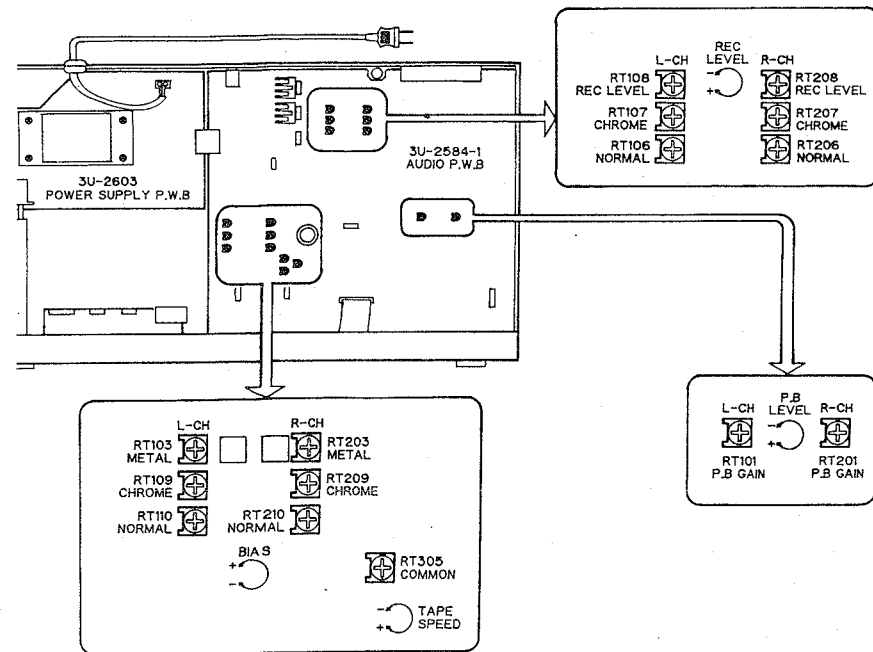 REC
LEVEL
L-CH
R-CH
-
+
RT108
REC LEVEL
RT208
REC LEVEL
RT107
CHROME
RT207
CHROME
RT106
NORMAL
RT206
NORMAL
3U-2603
POWER SUPPLY P.W.B
3U-2584-1
AUDIO P.W.B
L-CH
P.B
LEVEL
R-CH
-
+
RT101
P.B GAIN
RT201
P.B GAIN
L-CH
R-CH
RT103
METAL
RT203
METAL
RT109
CHROME
RT209
CHROME
RT110
NORMAL
RT210
NORMAL
BIAS
+
-
RT305
COMMON
-
+
TAPE
SPEED